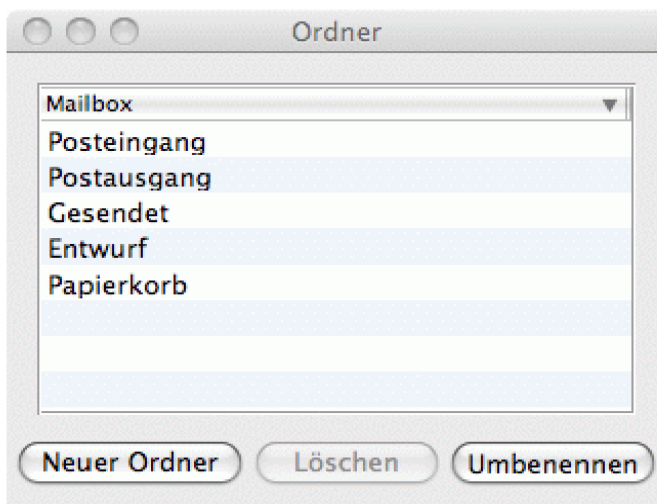 Ordner
Mailbox
Posteingang
Postausgang
Gesendet
Entwurf
Papierkorb
Neuer Ordner Löschen Umbenennen